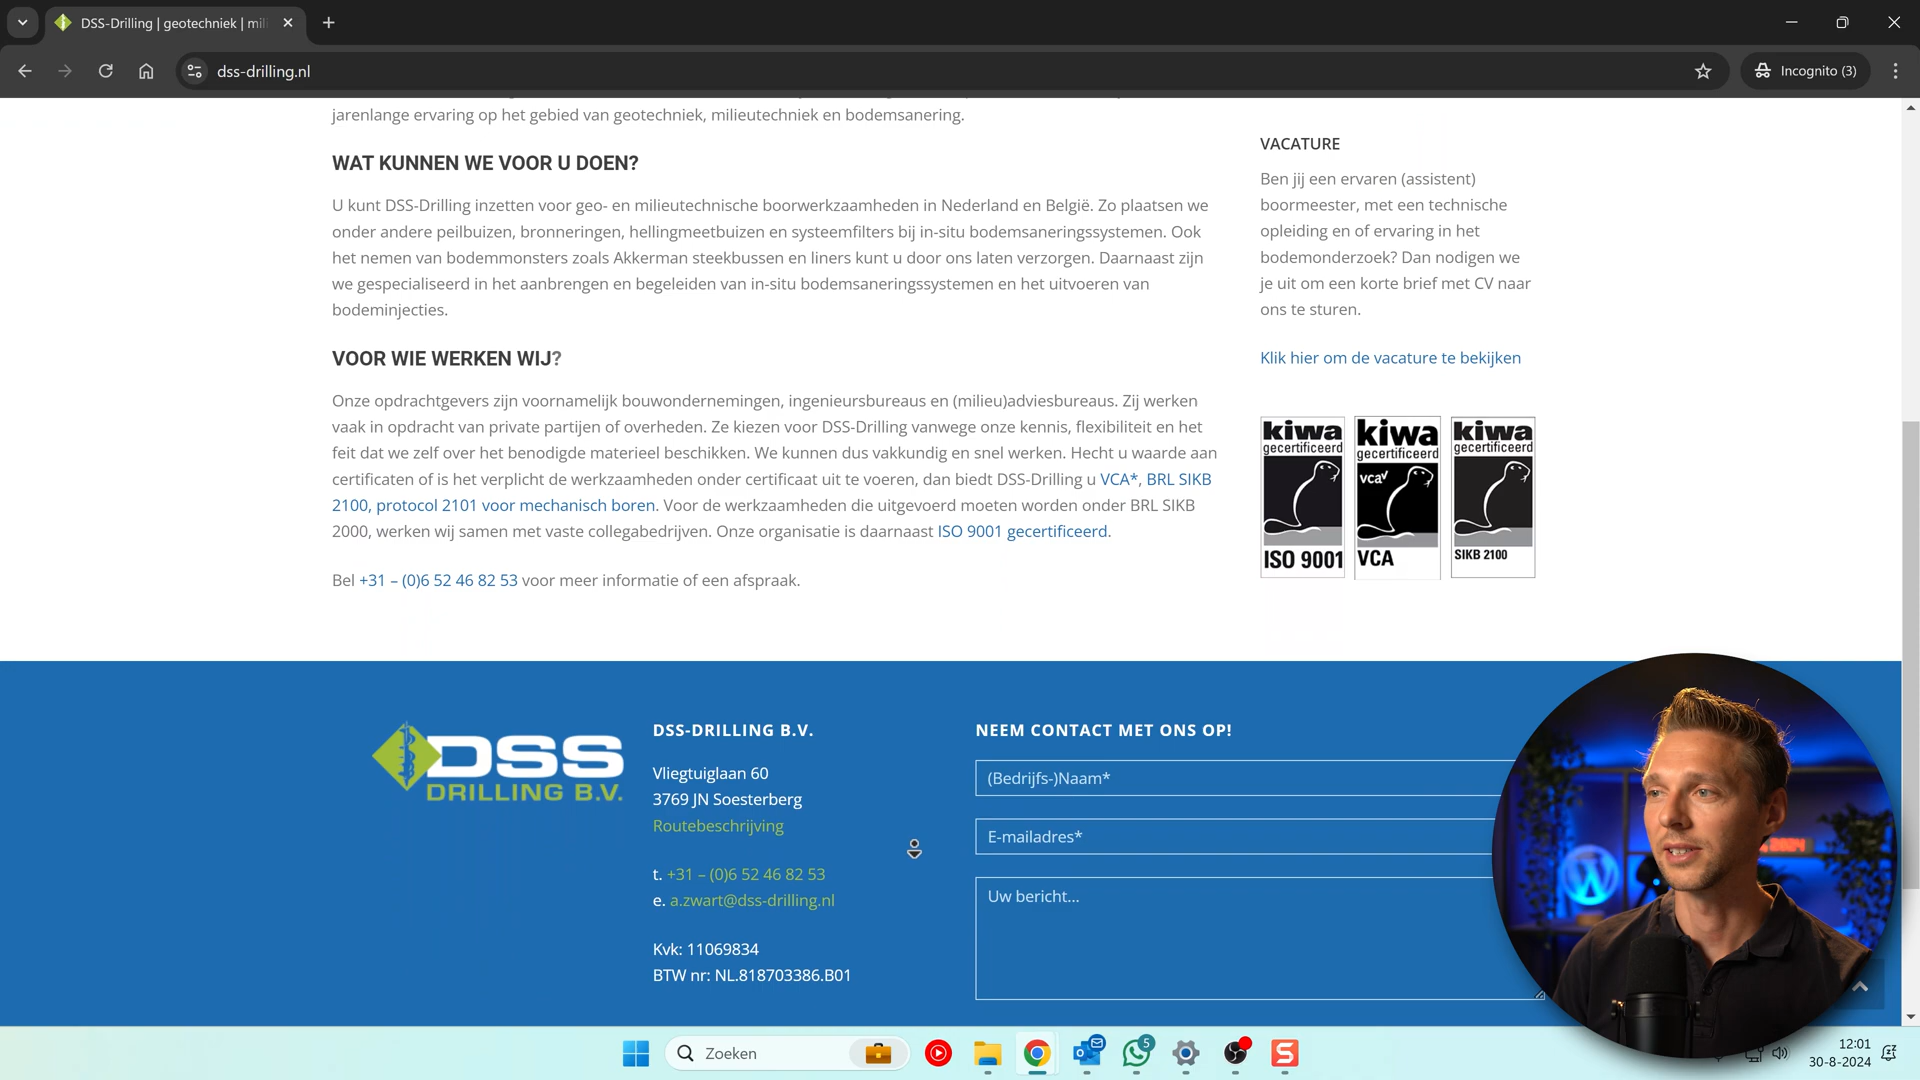 DSS-Drilling | geotechniek | mil
dss-drilling.nl
Incognito (3)
jarenlange ervaring op het gebied van geotechniek, milieutechniek en bodemsanering.
WAT KUNNEN WE VOOR U DOEN?
U kunt DSS-Drilling inzetten voor geo- en milieutechnische boorwerkzaamheden in Nederland en België. Zo plaatsen we
onder andere peilbuizen, bronneringen, hellingmeetbuizen en systeemfilters bij in-situ bodemsaneringssystemen. Ook
het nemen van bodemmonsters zoals Akkerman steekbussen en liners kunt u door ons laten verzorgen. Daarnaast zijn
we gespecialiseerd in het aanbrengen en begeleiden van in-situ bodemsaneringssystemen en het uitvoeren van
bodeminjecties.
VOOR WIE WERKEN WIJ?
Onze opdrachtgevers zijn voornamelijk bouwondernemingen, ingenieursbureaus en (milieu)adviesbureaus. Zij werken
vaak in opdracht van private partijen of overheden. Ze kiezen voor DSS-Drilling vanwege onze kennis, flexibiliteit en het
feit dat we zelf over het benodigde materieel beschikken. We kunnen dus vakkundig en snel werken. Hecht u waarde aan
certificaten of is het verplicht de werkzaamheden onder certificaat uit te voeren, dan biedt DSS-Drilling u VCA*, BRL SIKB
2100, protocol 2101 voor mechanisch boren. Voor de werkzaamheden die uitgevoerd moeten worden onder BRL SIKB
2000, werken wij samen met vaste collegabedrijven. Onze organisatie is daarnaast ISO 9001 gecertificeerd.
Bel +31 – (0)6 52 46 82 53 voor meer informatie of een afspraak.
VACATURE
Ben jij een ervaren (assistent)
boormeester, met een technische
opleiding en of ervaring in het
bodemonderzoek? Dan nodigen we
je uit om een korte brief met CV naar
ons te sturen.
Klik hier om de vacature te bekijken
kiwa
gecertificeerd
ISO 9001
kiwa
gecertificeerd
vca
VCA
kiwa
gecertificeerd
SIKB 2100
DSS
DRILLING B.V.
DSS-DRILLING B.V.
Vliegtuiglaan 60
3769 JN Soesterberg
Routebeschrijving
t. +31 – (0)6 52 46 82 53
e. a.zwart@dss-drilling.nl
Kvk: 11069834
BTW nr: NL.818703386.B01
NEEM CONTACT MET ONS OP!
(Bedrijfs-)Naam*
E-mailadres*
Uw bericht...
2024
Zoeken
5
12:01
30-8-2024